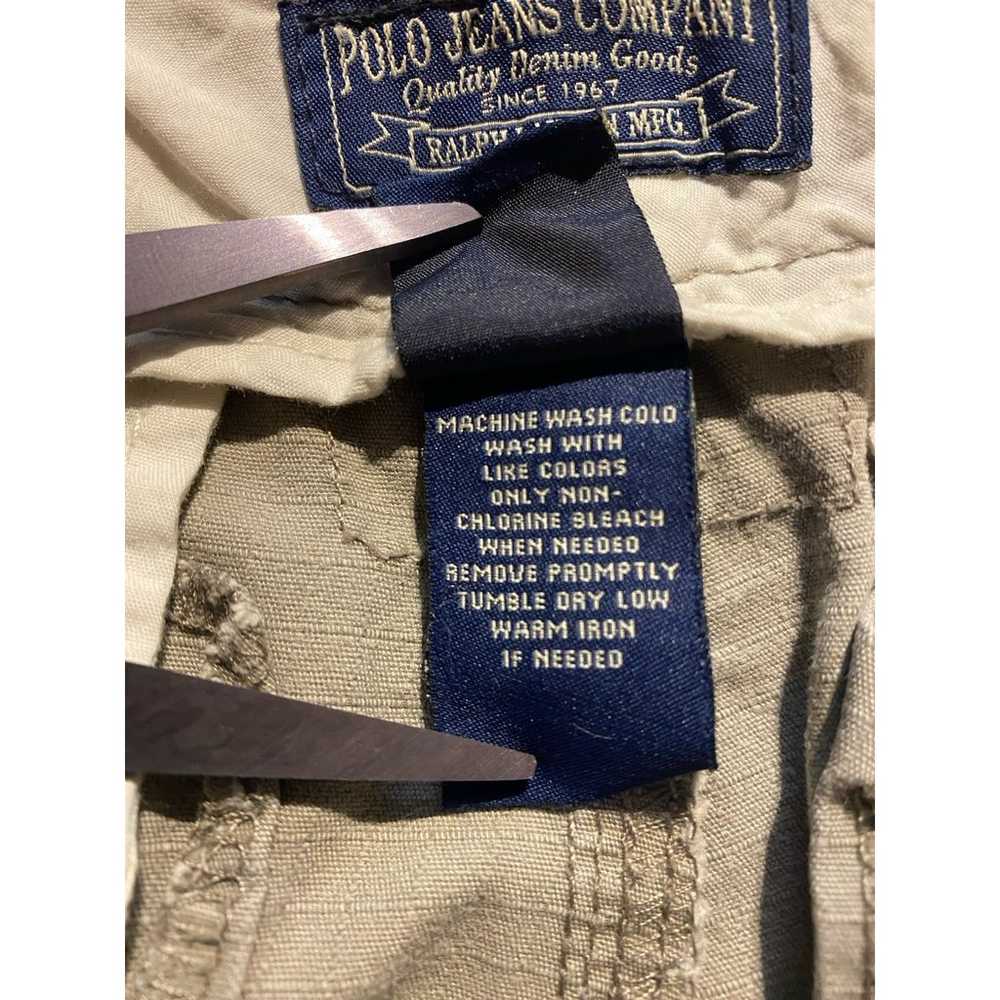 POLO JEANS COMPANY
Quality Denim Goods
SINCE 1967
RALPH MFG.
MACHINE WASH COLD
WASH WITH
LIKE COLORS
ONLY NON-
CHLORINE BLEACH
WHEN NEEDED
REMOVE PROMPTLY
TUMBLE DRY LOW
WARM IRON
IF NEEDED